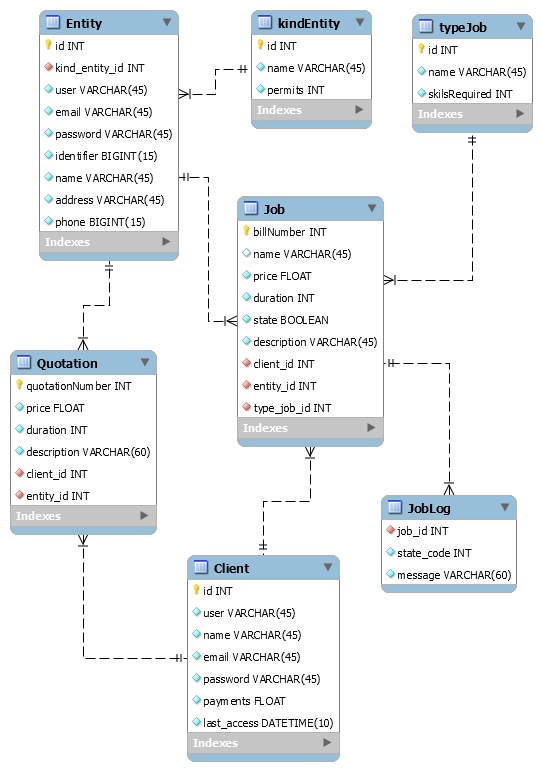 Entity
id INT
kind_entity_id INT
user VARCHAR(45)
email VARCHAR(45)
password VARCHAR(45)
identifier BIGINT(15)
name VARCHAR(45)
address VARCHAR(45)
phone BIGINT(15)
Indexes
kindEntity
id INT
name VARCHAR(45)
permits INT
Indexes
typeJob
id INT
name VARCHAR(45)
skilsRequired INT
Indexes
Job
billNumber INT
name VARCHAR(45)
price FLOAT
duration INT
state BOOLEAN
description VARCHAR(45)
client_id INT
entity_id INT
type_job_id INT
Indexes
Quotation
quotationNumber INT
price FLOAT
duration INT
description VARCHAR(60)
client_id INT
entity_id INT
Indexes
JobLog
job_id INT
state_code INT
message VARCHAR(60)
Client
id INT
user VARCHAR(45)
name VARCHAR(45)
email VARCHAR(45)
password VARCHAR(45)
payments FLOAT
last_access DATETIME(10)
Indexes